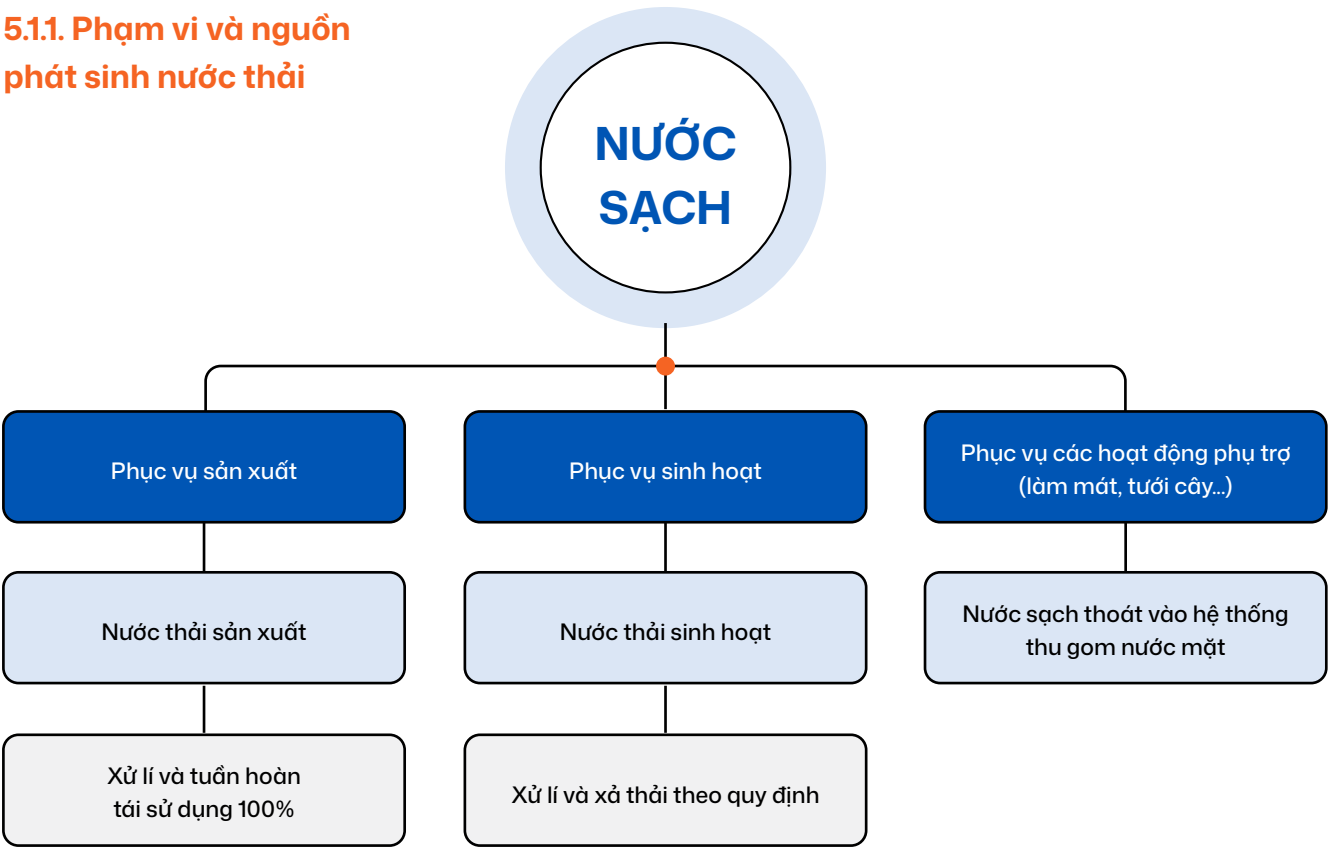 5.1.1. Phạm vi và nguồn
phát sinh nước thải
NƯỚC
SẠCH
Phục vụ sản xuất
Phục vụ sinh hoạt
Phục vụ các hoạt động phụ trợ
(làm mát, tưới cây...)
Nước thải sản xuất
Nước thải sinh hoạt
Nước sạch thoát vào hệ thống
thu gom nước mặt
Xử lí và tuần hoàn
tái sử dụng 100%
Xử lí và xả thải theo quy định